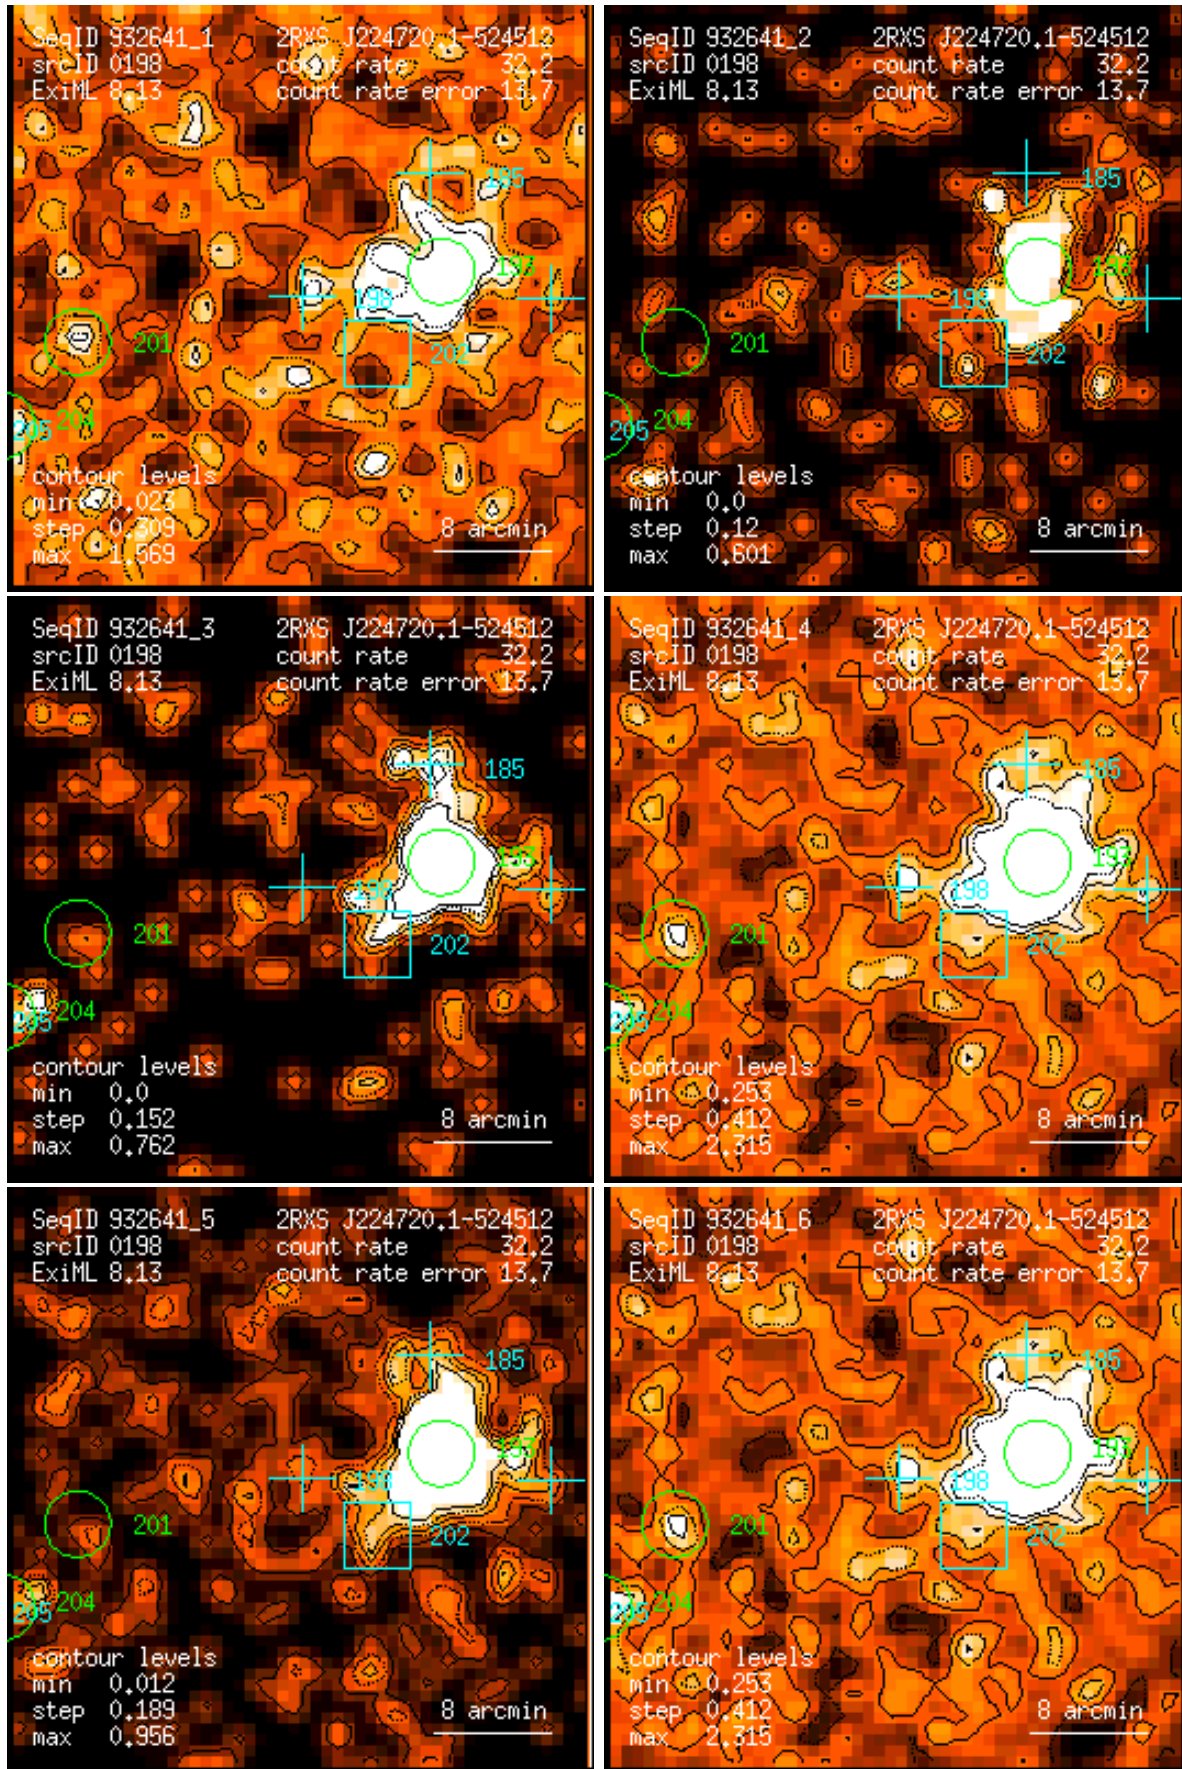 SeqID 932641_1 2RXS J224720.1-524512
srcID 0198 count rate 32.2
ExiML 8.13 count rate error 13.7
185
193
198
201
202
204
205
contour levels
min 0.023
step 0.309
max 1.569
8 arcmin
SeqID 932641_2 2RXS J224720.1-524512
srcID 0198 count rate 32.2
ExiML 8.13 count rate error 13.7
185
193
198
201
202
204
205
contour levels
min 0.0
step 0.12
max 0.601
8 arcmin
SeqID 932641_3 2RXS J224720.1-524512
srcID 0198 count rate 32.2
ExiML 8.13 count rate error 13.7
185
193
198
201
202
204
205
contour levels
min 0.0
step 0.152
max 0.762
8 arcmin
SeqID 932641_4 2RXS J224720.1-524512
srcID 0198 count rate 32.2
ExiML 8.13 count rate error 13.7
185
193
198
201
202
204
205
contour levels
min 0.253
step 0.412
max 2.315
8 arcmin
SeqID 932641_5 2RXS J224720.1-524512
srcID 0198 count rate 32.2
ExiML 8.13 count rate error 13.7
185
193
198
201
202
204
205
contour levels
min 0.012
step 0.189
max 0.956
8 arcmin
SeqID 932641_6 2RXS J224720.1-524512
srcID 0198 count rate 32.2
ExiML 8.13 count rate error 13.7
185
193
198
201
202
204
205
contour levels
min 0.253
step 0.412
max 2.315
8 arcmin